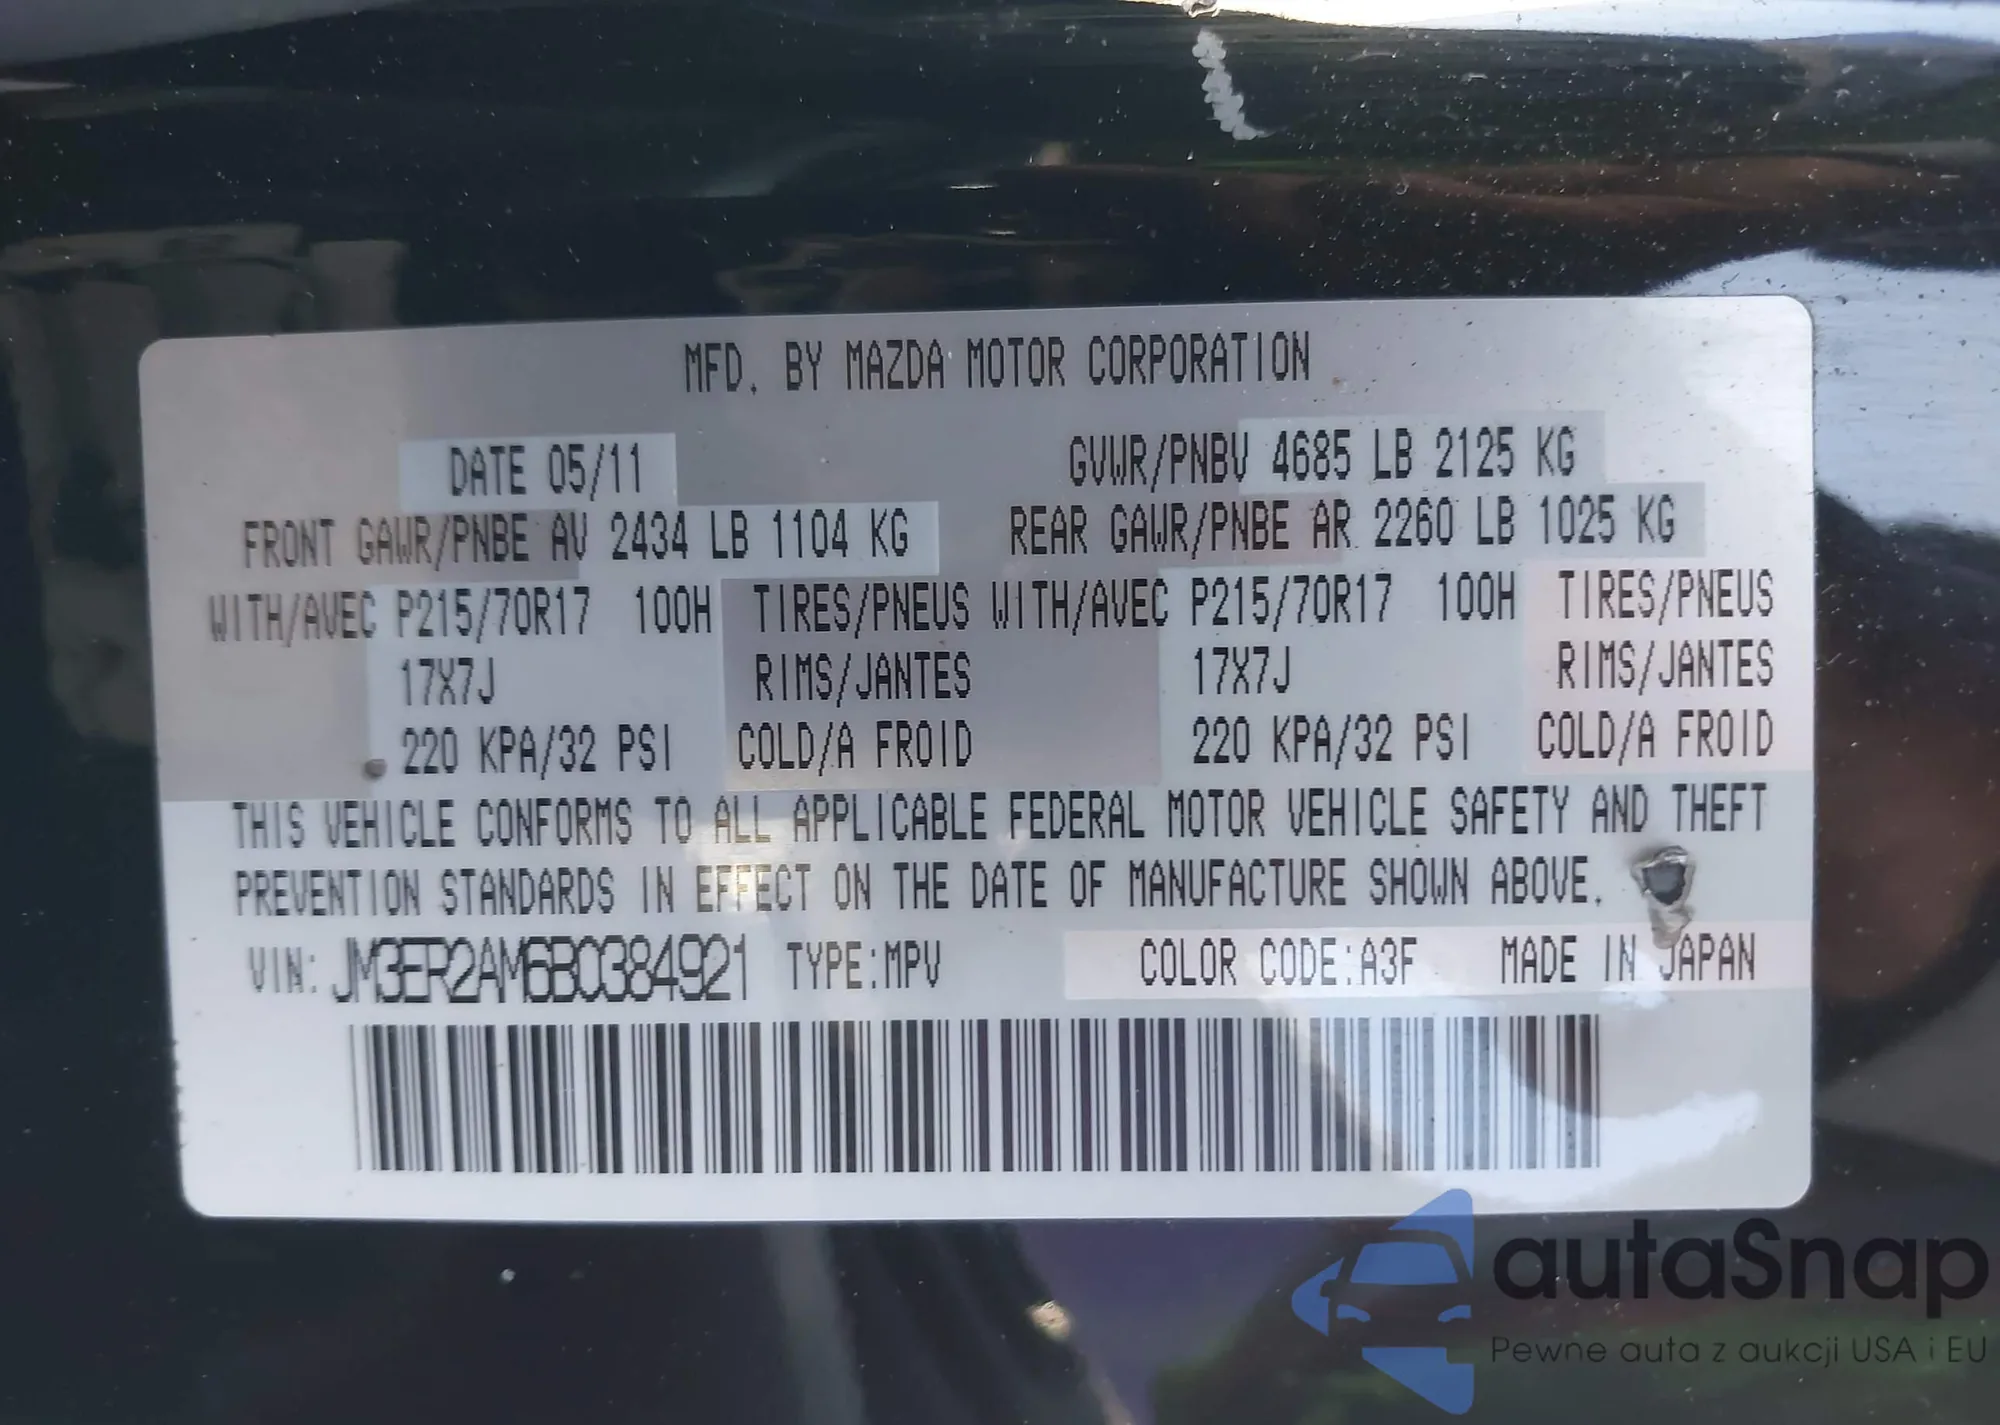 MFD. BY MAZDA MOTOR CORPORATION
DATE 05/11 GVWR/PNBV 4685 LB 2125 KG
FRONT GAWR/PNBE AV 2434 LB 1104 KG REAR GAWR/PNBE AR 2260 LB 1025 KG
WITH/AVEC P215/70R17 100H TIRES/PNEUS WITH/AVEC P215/70R17 100H TIRES/PNEUS
17X7J RIMS/JANTES 17X7J RIMS/JANTES
220 KPA/32 PSI COLD/A FROID 220 KPA/32 PSI COLD/A FROID
THIS VEHICLE CONFORMS TO ALL APPLICABLE FEDERAL MOTOR VEHICLE SAFETY AND THEFT
PREVENTION STANDARDS IN EFFECT ON THE DATE OF MANUFACTURE SHOWN ABOVE.
VIN: JM3ER2AM6B0384921 TYPE:MPV COLOR CODE:A3F MADE IN JAPAN
autaSnap
Pewne auta z aukcji USA i EU